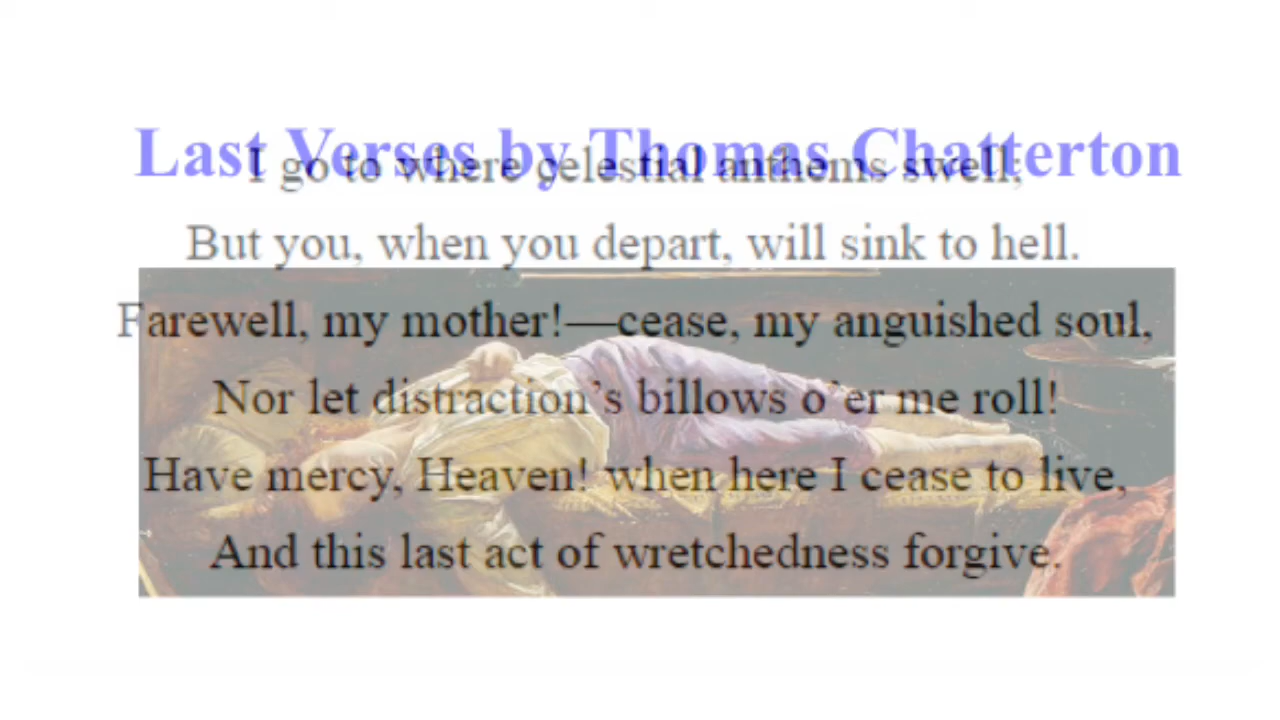 Last Verses by Thomas Chatterton
I go to where celestial anthems swell;
But you, when you depart, will sink to hell.
Farewell, my mother!—cease, my anguished soul,
Nor let distraction’s billows o’er me roll!
Have mercy, Heaven! when here I cease to live,
And this last act of wretchedness forgive.